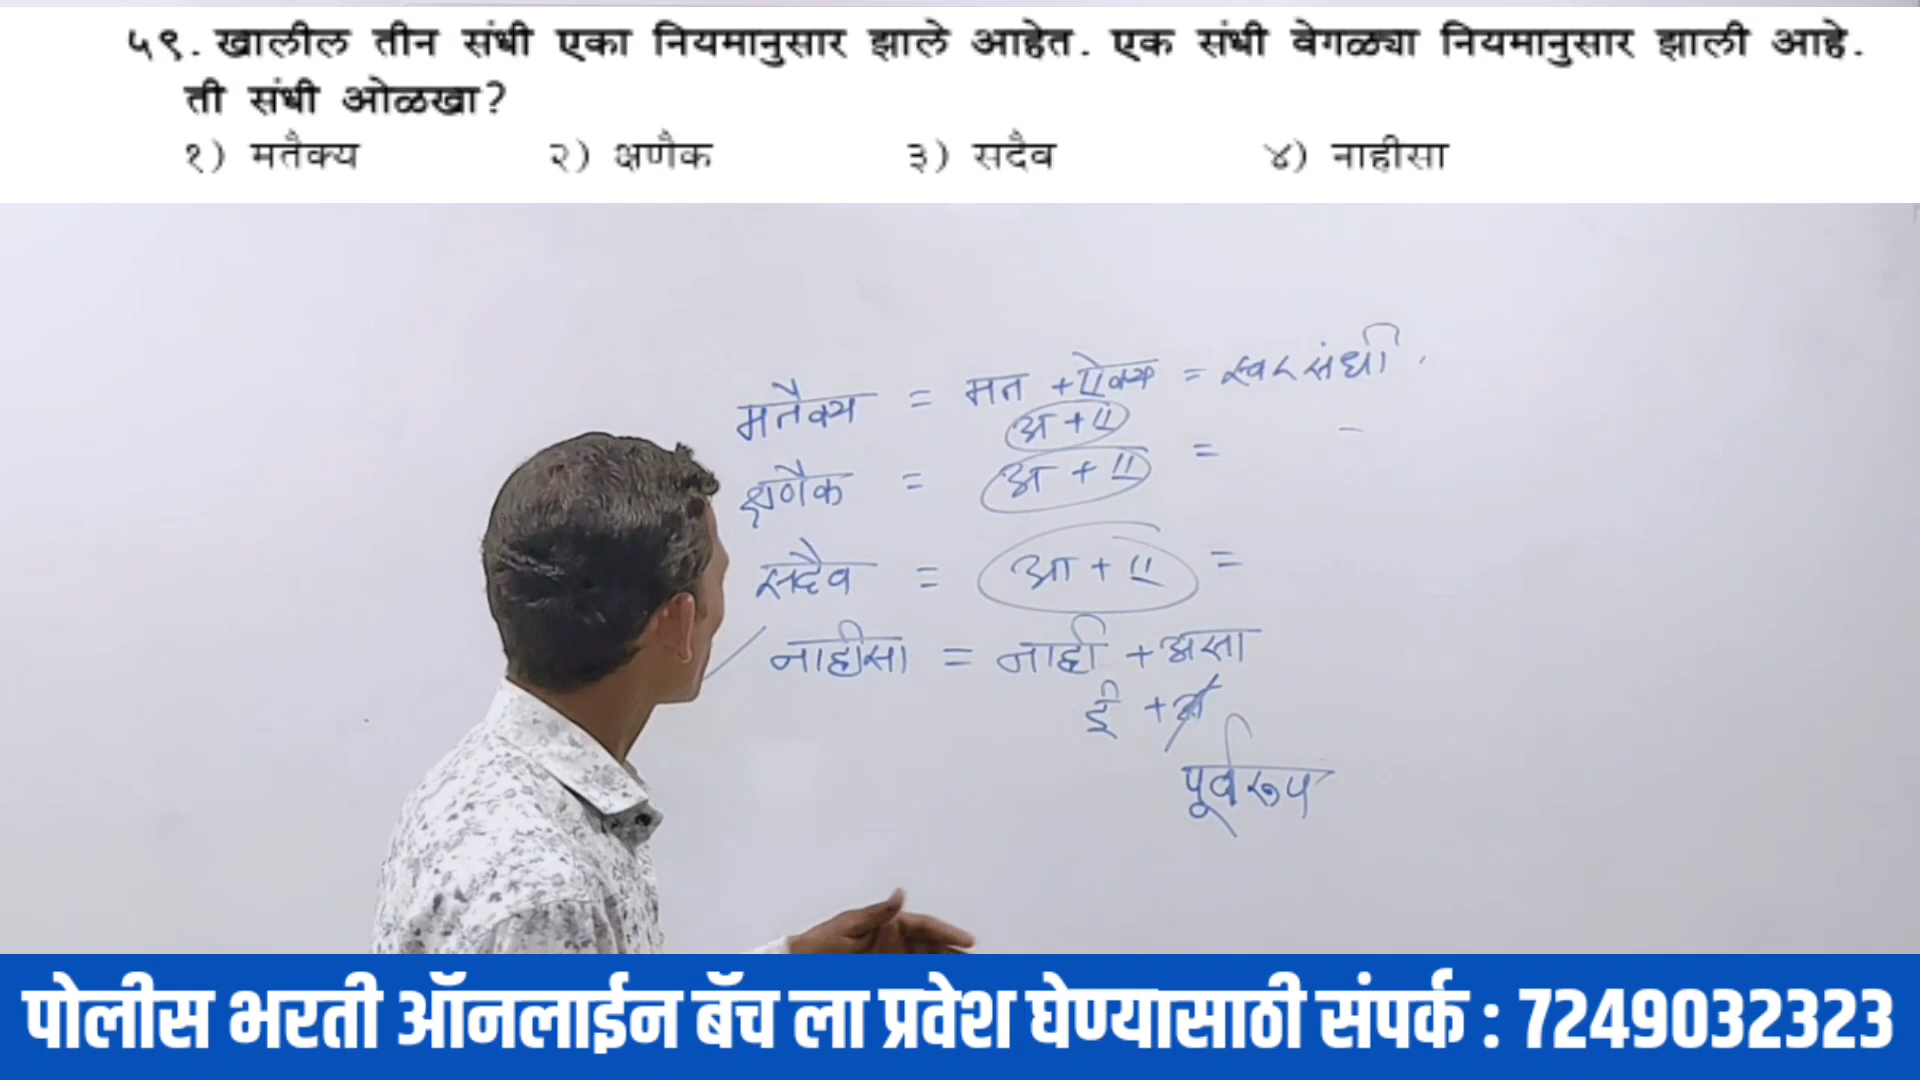 ५९. खालील तीन संधी एका नियमानुसार झाले आहेत. एक संधी वेगळ्या नियमानुसार झाली आहे.
ती संधी ओळखा?
१) मतैक्य २) क्षणैक ३) सदैव ४) नाहीसा
मतैक्य = मत + ऐक्य = स्वर संधी .
अ + ऐ
क्षणैक = अ + ए =
सदैव = आ + ए =
नाहीसा = नाही + असा
ई + अ
पूर्वरूप
पोलीस भरती ऑनलाईन बॅच ला प्रवेश घेण्यासाठी संपर्क : 7249032323